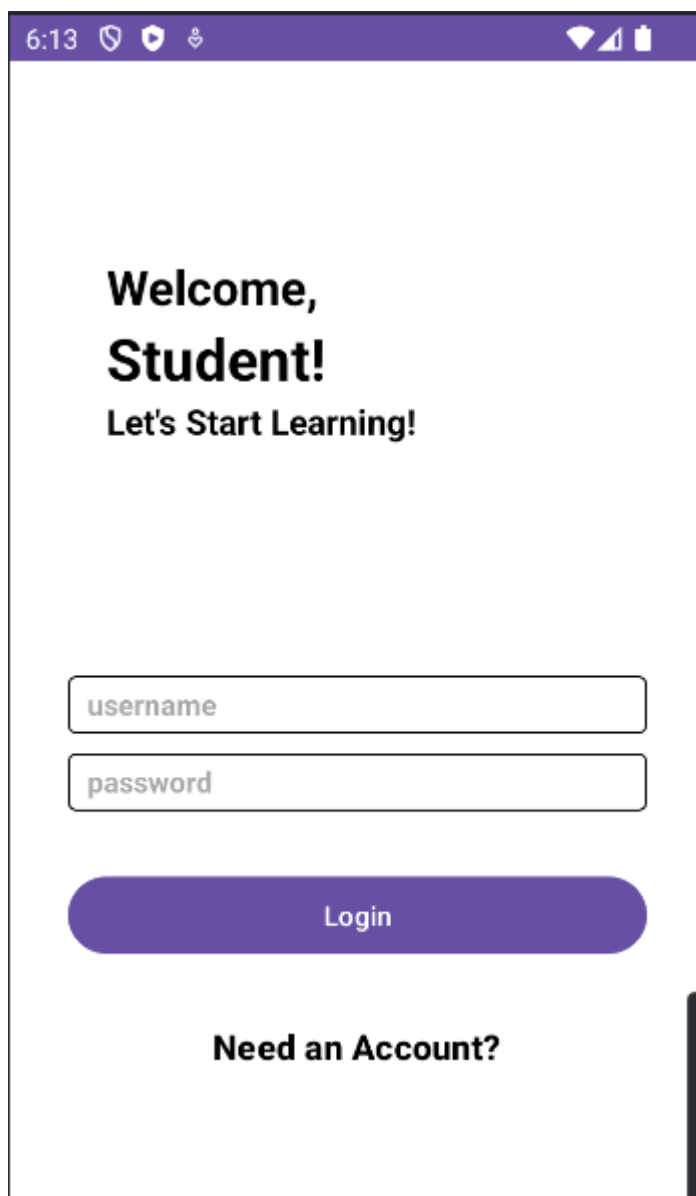 6:13
Welcome,
Student!
Let's Start Learning!
username
password
Login
Need an Account?